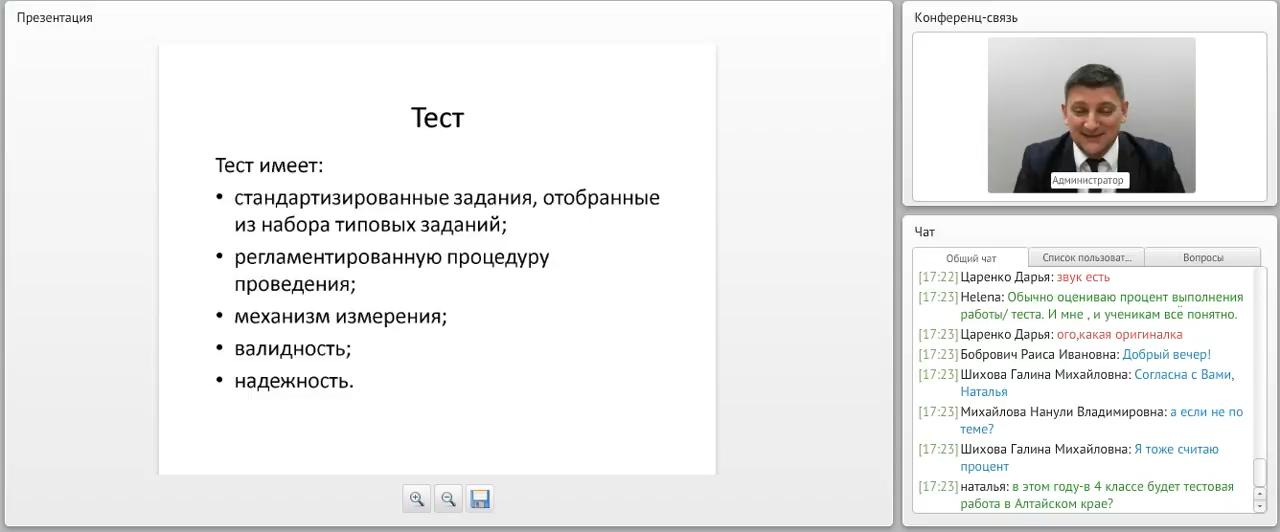 Презентация
Тест
Тест имеет:
• стандартизированные задания, отобранные
из набора типовых заданий;
• регламентированную процедуру
проведения;
• механизм измерения;
• валидность;
• надежность.
Конференц-связь
Администратор
Чат
Общий чат
Список пользоват...
Вопросы
[17:22] Царенко Дарья: звук есть
[17:23] Helena: Обычно оцениваю процент выполнения
работы/ теста. И мне , и ученикам всё понятно.
[17:23] Царенко Дарья: ого,какая оригиналка
[17:23] Бобрович Раиса Ивановна: Добрый вечер!
[17:23] Шихова Галина Михайловна: Согласна с Вами,
Наталья
[17:23] Михайлова Нанули Владимировна: а если не по
теме?
[17:23] Шихова Галина Михайловна: Я тоже считаю
процент
[17:23] наталья: в этом году-в 4 классе будет тестовая
работа в Алтайском крае?